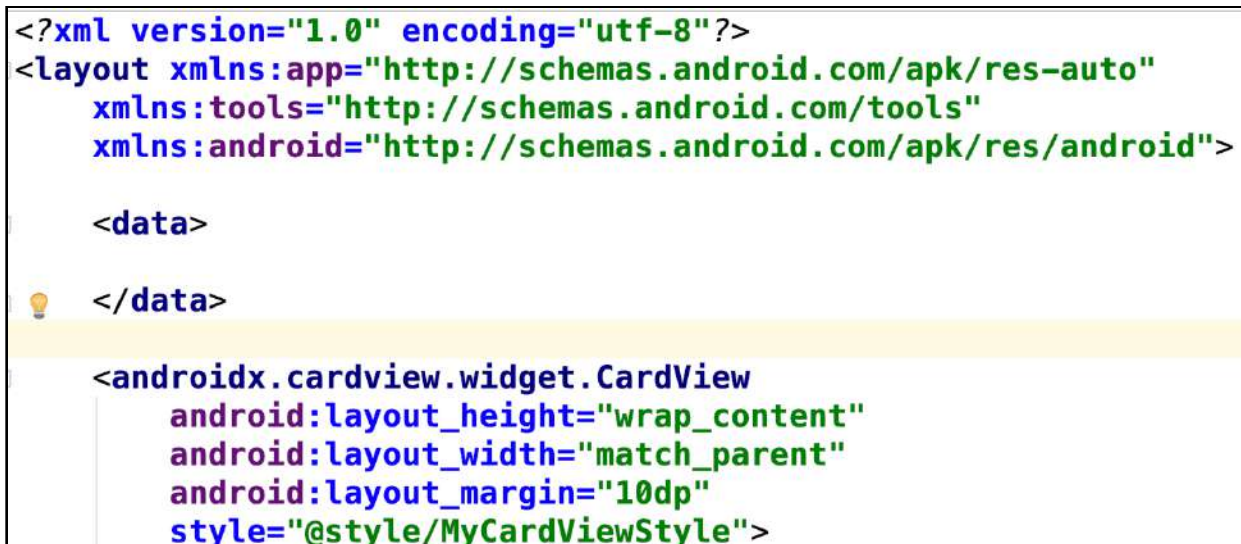 <?xml version="1.0" encoding="utf-8"?>
<layout xmlns:app="http://schemas.android.com/apk/res-auto"
    xmlns:tools="http://schemas.android.com/tools"
    xmlns:android="http://schemas.android.com/apk/res/android">
    <data>
    </data>
    <androidx.cardview.widget.CardView
        android:layout_height="wrap_content"
        android:layout_width="match_parent"
        android:layout_margin="10dp"
        style="@style/MyCardViewStyle">